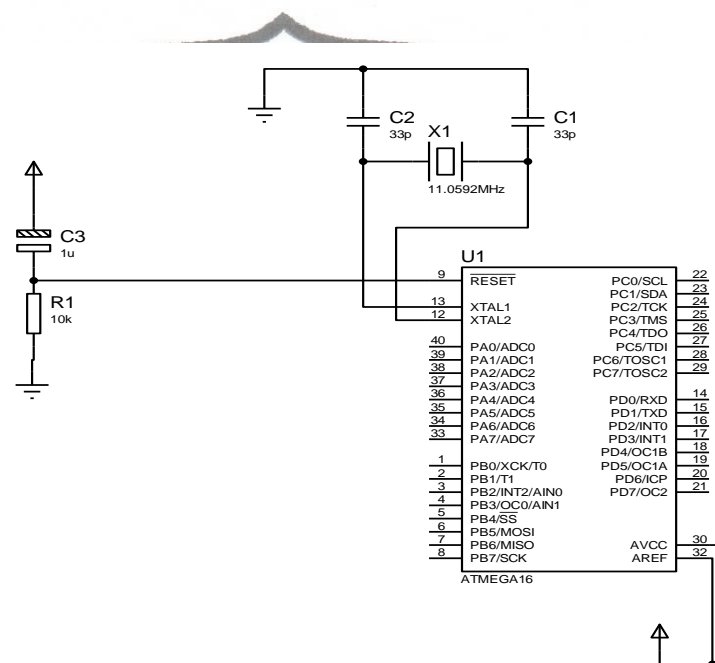 C2
33p
X1
11.0592MHz
C1
33p
C3
1u
R1
10k
U1
9 RESET
13 XTAL1
12 XTAL2
40 PA0/ADC0
39 PA1/ADC1
38 PA2/ADC2
37 PA3/ADC3
36 PA4/ADC4
35 PA5/ADC5
34 PA6/ADC6
33 PA7/ADC7
1 PB0/XCK/T0
2 PB1/T1
3 PB2/INT2/AIN0
4 PB3/OC0/AIN1
5 PB4/SS
6 PB5/MOSI
7 PB6/MISO
8 PB7/SCK
PC0/SCL 22
PC1/SDA 23
PC2/TCK 24
PC3/TMS 25
PC4/TDO 26
PC5/TDI 27
PC6/TOSC1 28
PC7/TOSC2 29
PD0/RXD 14
PD1/TXD 15
PD2/INT0 16
PD3/INT1 17
PD4/OC1B 18
PD5/OC1A 19
PD6/ICP 20
PD7/OC2 21
AVCC 30
AREF 32
ATMEGA16